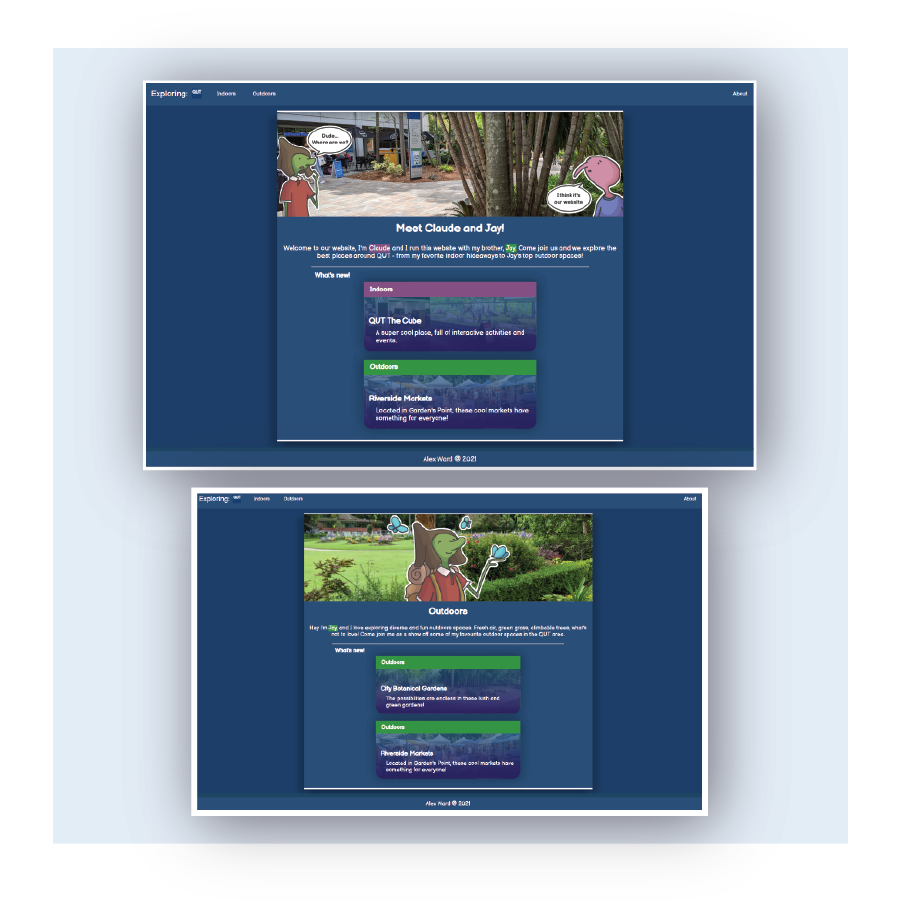 Exploring: QUT Indoors Outdoors About
Dude...
Where are we?
I think it's
our website
Meet Claude and Jay!
Welcome to our website, I'm Claude and I run this website with my brother, Jay. Come join us and we explore the
best places around QUT - from my favorite indoor hideaways to Jay's top outdoor spaces!
What's new!
Indoors
QUT The Cube
A super cool place, full of interactive activities and
events.
Outdoors
Riverside Markets
Located in Garden's Point, these cool markets have
something for everyone!
Alex Ward @ 2021
Exploring: QUT Indoors Outdoors About
Outdoors
Hey I'm Jay, and I love exploring diverse and fun outdoors spaces. Fresh air, green grass, climbable trees, what's
not to love! Come join me as a show off some of my favourite outdoor spaces in the QUT area.
What's new!
Outdoors
City Botanical Gardens
The possibilities are endless in these lush and
green gardens!
Outdoors
Riverside Markets
Located in Garden's Point, these cool markets have
something for everyone!
Alex Ward @ 2021